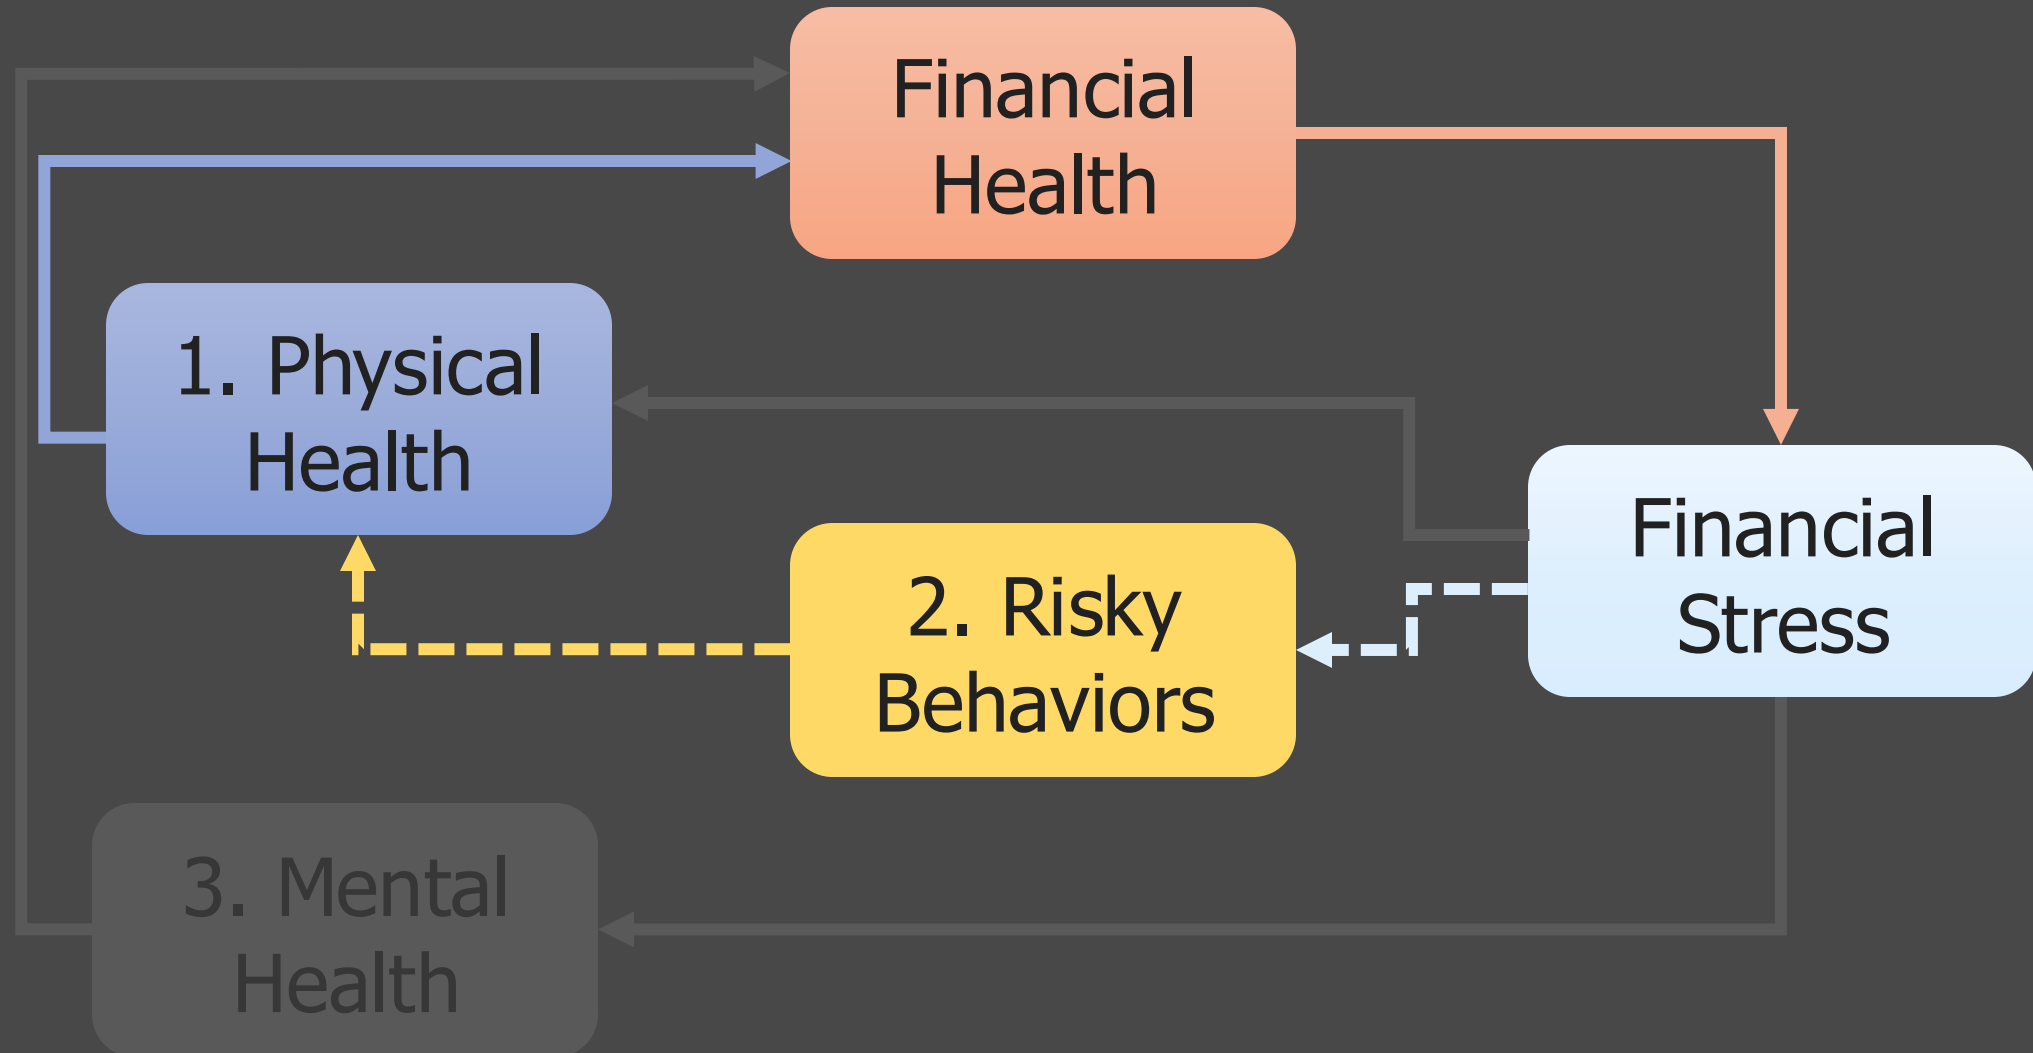 Financial
Health
1. Physical
Health
2. Risky
Behaviors
Financial
Stress
3. Mental
Health